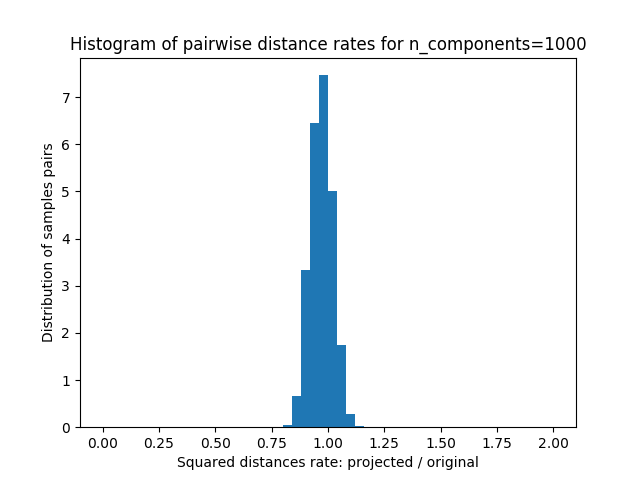 Histogram of pairwise distance rates for n_components=1000
Distribution of samples pairs
7
6
5
4
3
2
1
0
0.00 0.25 0.50 0.75 1.00 1.25 1.50 1.75 2.00
Squared distances rate: projected / original